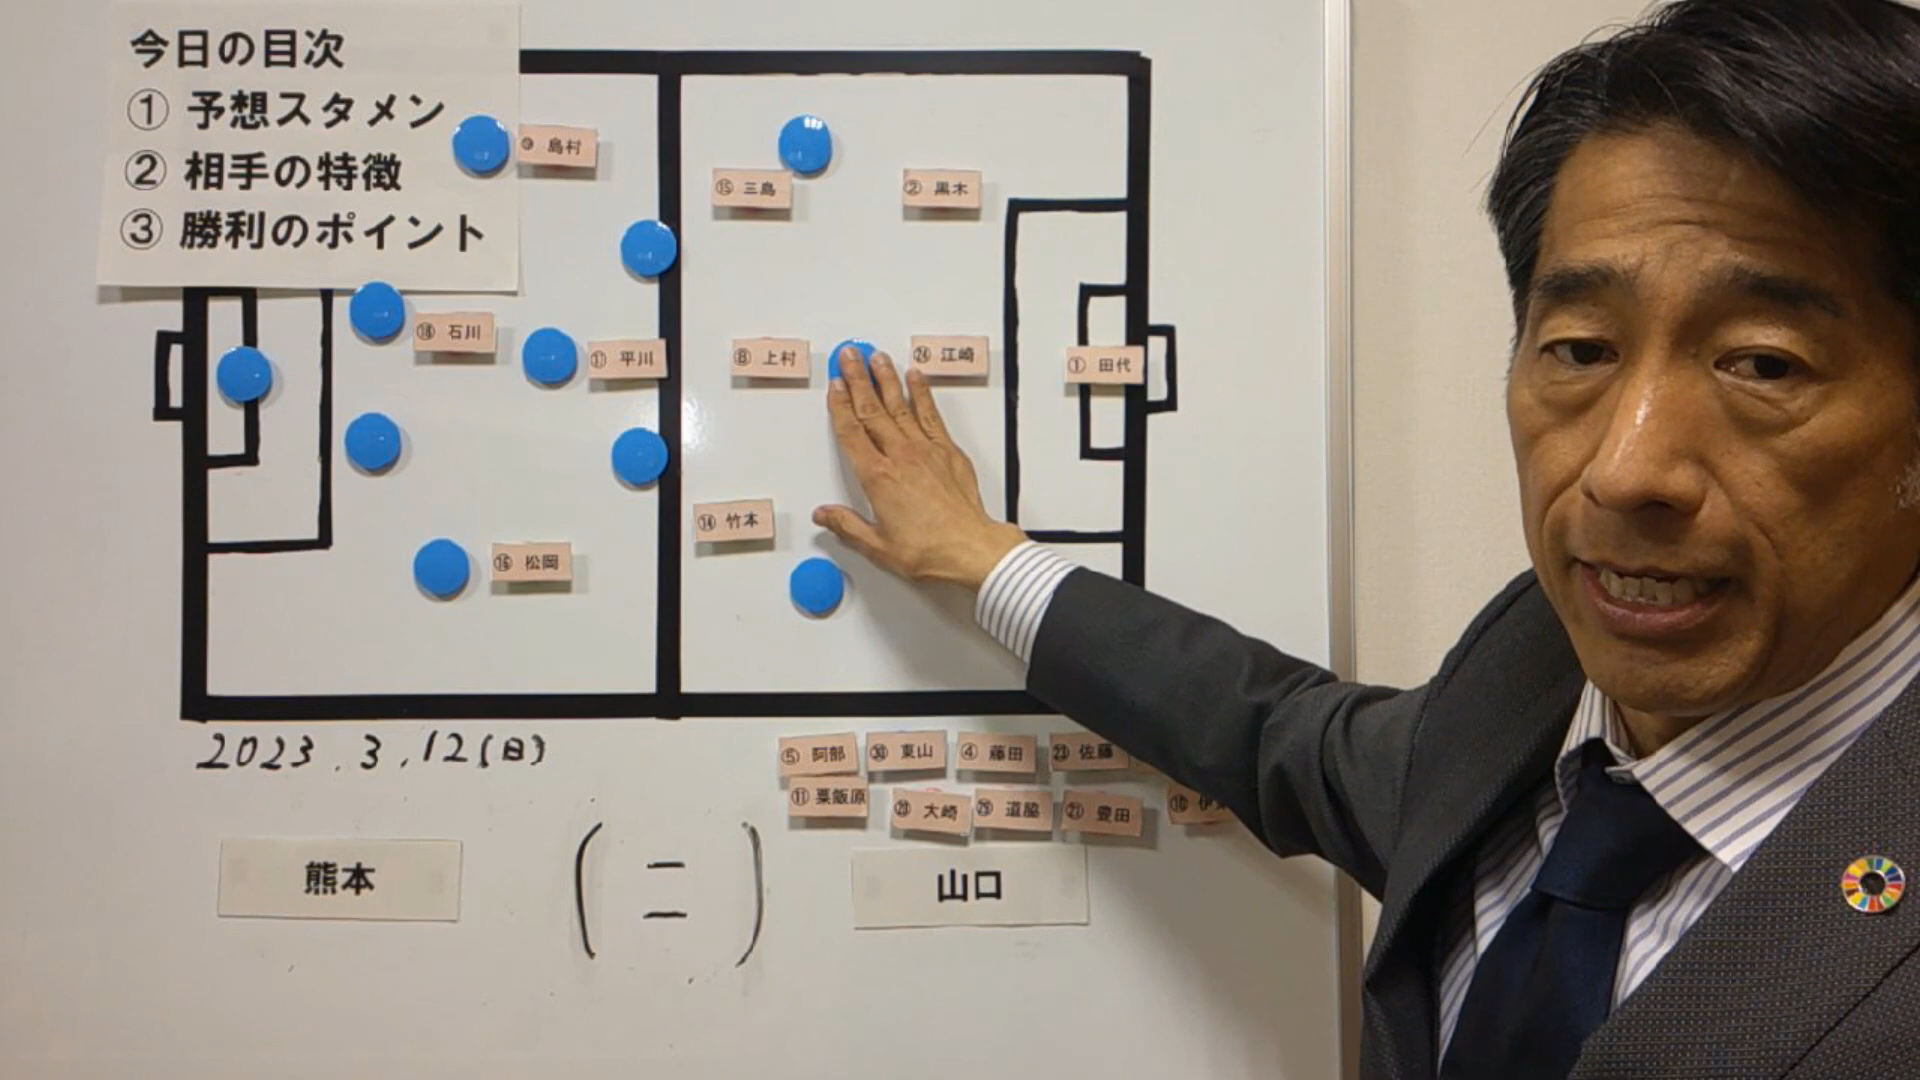 今日の目次
① 予想スタメン
② 相手の特徴
③ 勝利のポイント
⑨ 島村
⑮ 三島
② 黒木
⑱ 石川
⑰ 平川
⑧ 上村
㉔ 江崎
① 田代
⑭ 竹本
⑯ 松岡
2023.3.12(日)
⑤ 阿部
㉚ 東山
④ 藤田
㉓ 佐藤
⑪ 粟飯原
㉘ 大崎
㉙ 道脇
㉑ 豊田
⑩
熊本
( = )
山口